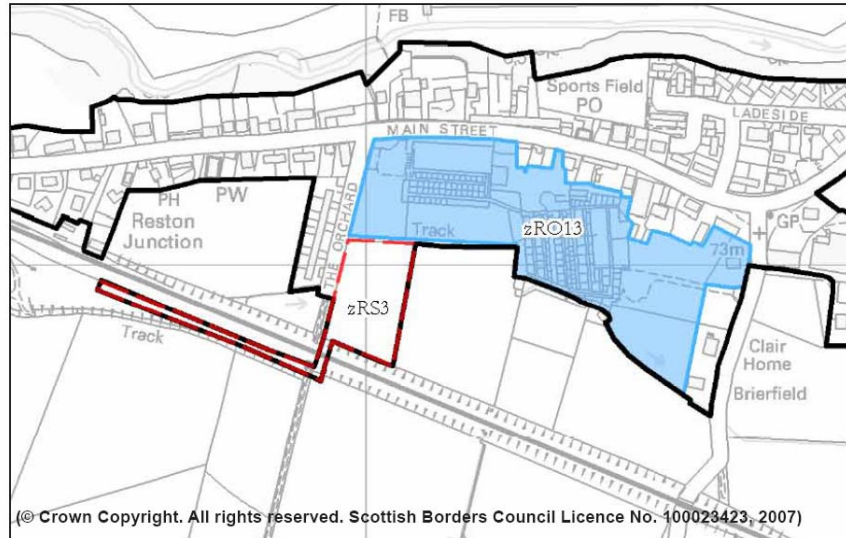 FB
Sports Field
PO
LADESIDE
MAIN STREET
PH
PW
Reston
Junction
THE ORCHARD
Track
zRO13
GP
73m
zRS3
Track
Clair
Home
Brierfield
(© Crown Copyright. All rights reserved. Scottish Borders Council Licence No. 100023423, 2007)